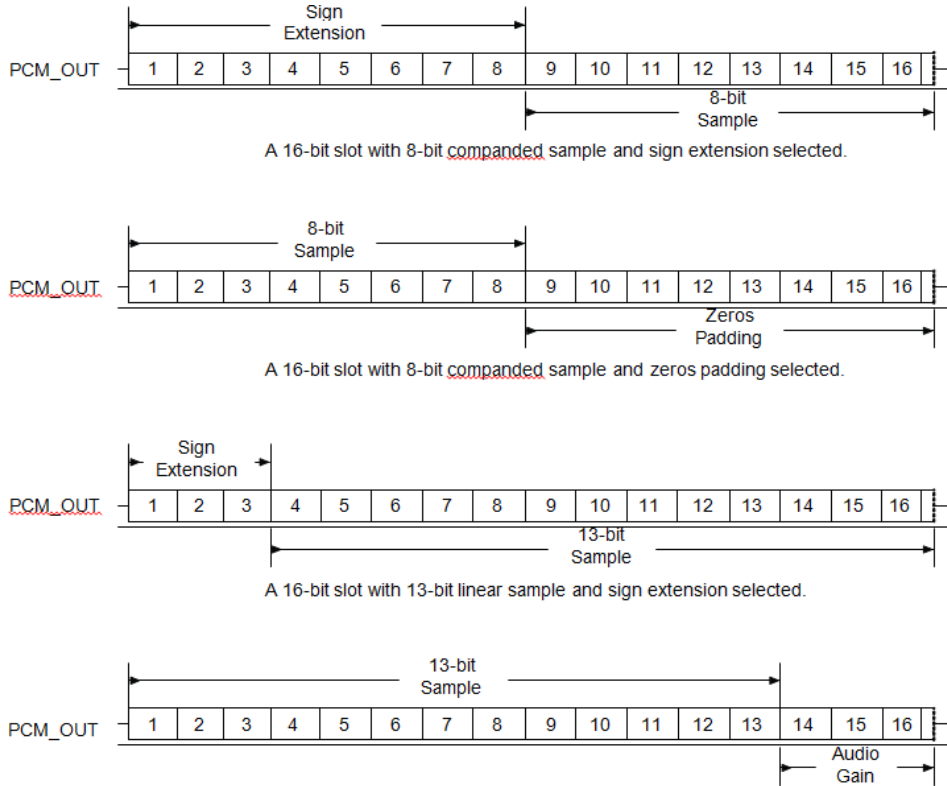 Sign
Extension
PCM_OUT 1 2 3 4 5 6 7 8 9 10 11 12 13 14 15 16
8-bit
Sample
A 16-bit slot with 8-bit companded sample and sign extension selected.
8-bit
Sample
PCM_OUT 1 2 3 4 5 6 7 8 9 10 11 12 13 14 15 16
Zeros
Padding
A 16-bit slot with 8-bit companded sample and zeros padding selected.
Sign
Extension
PCM_OUT 1 2 3 4 5 6 7 8 9 10 11 12 13 14 15 16
13-bit
Sample
A 16-bit slot with 13-bit linear sample and sign extension selected.
13-bit
Sample
PCM_OUT 1 2 3 4 5 6 7 8 9 10 11 12 13 14 15 16
Audio
Gain